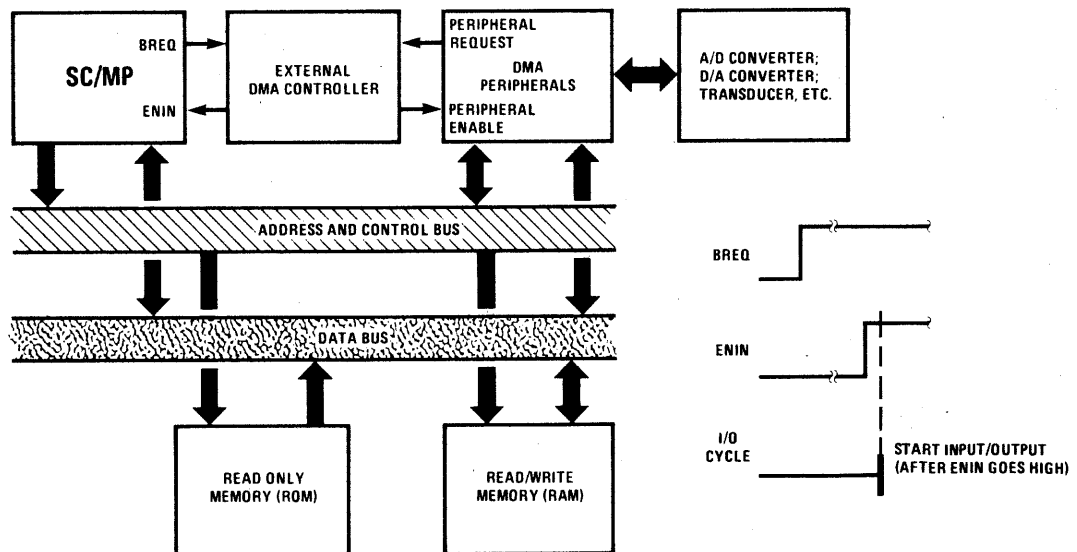 SC/MP
BREQ
ENIN
EXTERNAL
DMA CONTROLLER
PERIPHERAL
REQUEST
DMA
PERIPHERALS
PERIPHERAL
ENABLE
A/D CONVERTER;
D/A CONVERTER;
TRANSDUCER, ETC.
ADDRESS AND CONTROL BUS
DATA BUS
READ ONLY
MEMORY (ROM)
READ/WRITE
MEMORY (RAM)
BREQ
ENIN
I/O
CYCLE
START INPUT/OUTPUT
(AFTER ENIN GOES HIGH)